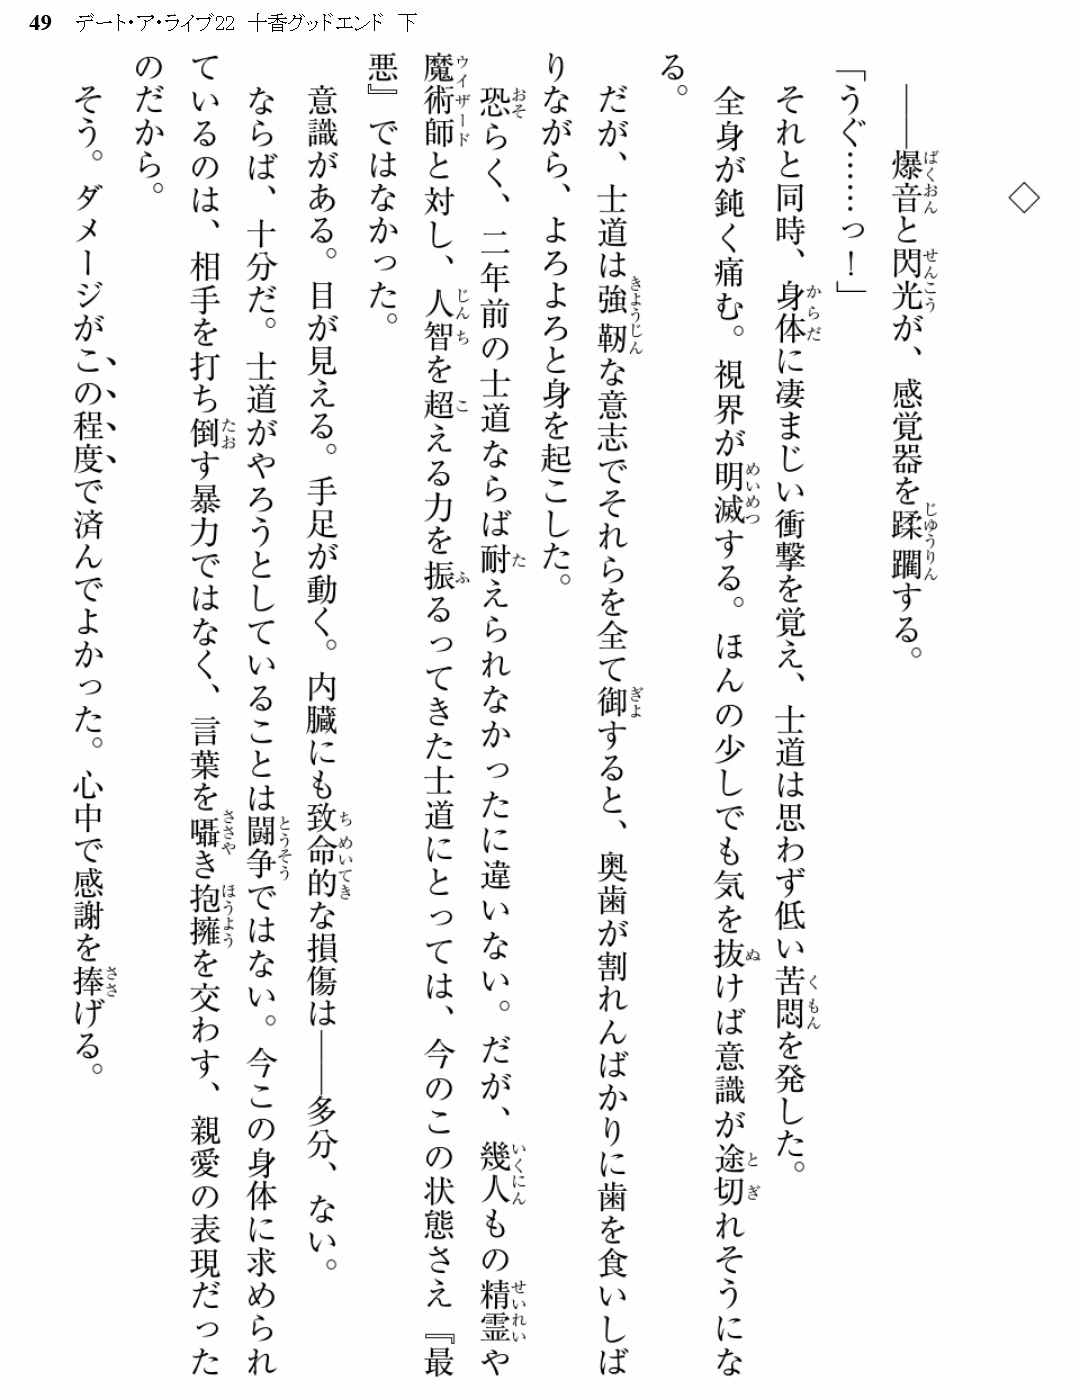 49 デート・ア・ライブ22 十香グッドエンド 下
◇
――爆音と閃光が、感覚器を蹂躙する。
「うぐ……っ！」
それと同時、身体に凄まじい衝撃を覚え、士道は思わず低い苦悶を発した。
全身が鈍く痛む。視界が明滅する。ほんの少しでも気を抜けば意識が途切れそうにな
る。
だが、士道は強靭な意志でそれらを全て御すると、奥歯が割れんばかりに歯を食いしば
りながら、よろよろと身を起こした。
恐らく、二年前の士道ならば耐えられなかったに違いない。だが、幾人もの精霊や
魔術師と対し、人智を超える力を振るってきた士道にとっては、今のこの状態さえ『最
悪』ではなかった。
意識がある。目が見える。手足が動く。内臓にも致命的な損傷は――多分、ない。
ならば、十分だ。士道がやろうとしていることは闘争ではない。今この身体に求められ
ているのは、相手を打ち倒す暴力ではなく、言葉を囁き抱擁を交わす、親愛の表現だった
のだから。
そう。ダメージがこの程度で済んでよかった。心中で感謝を捧げる。